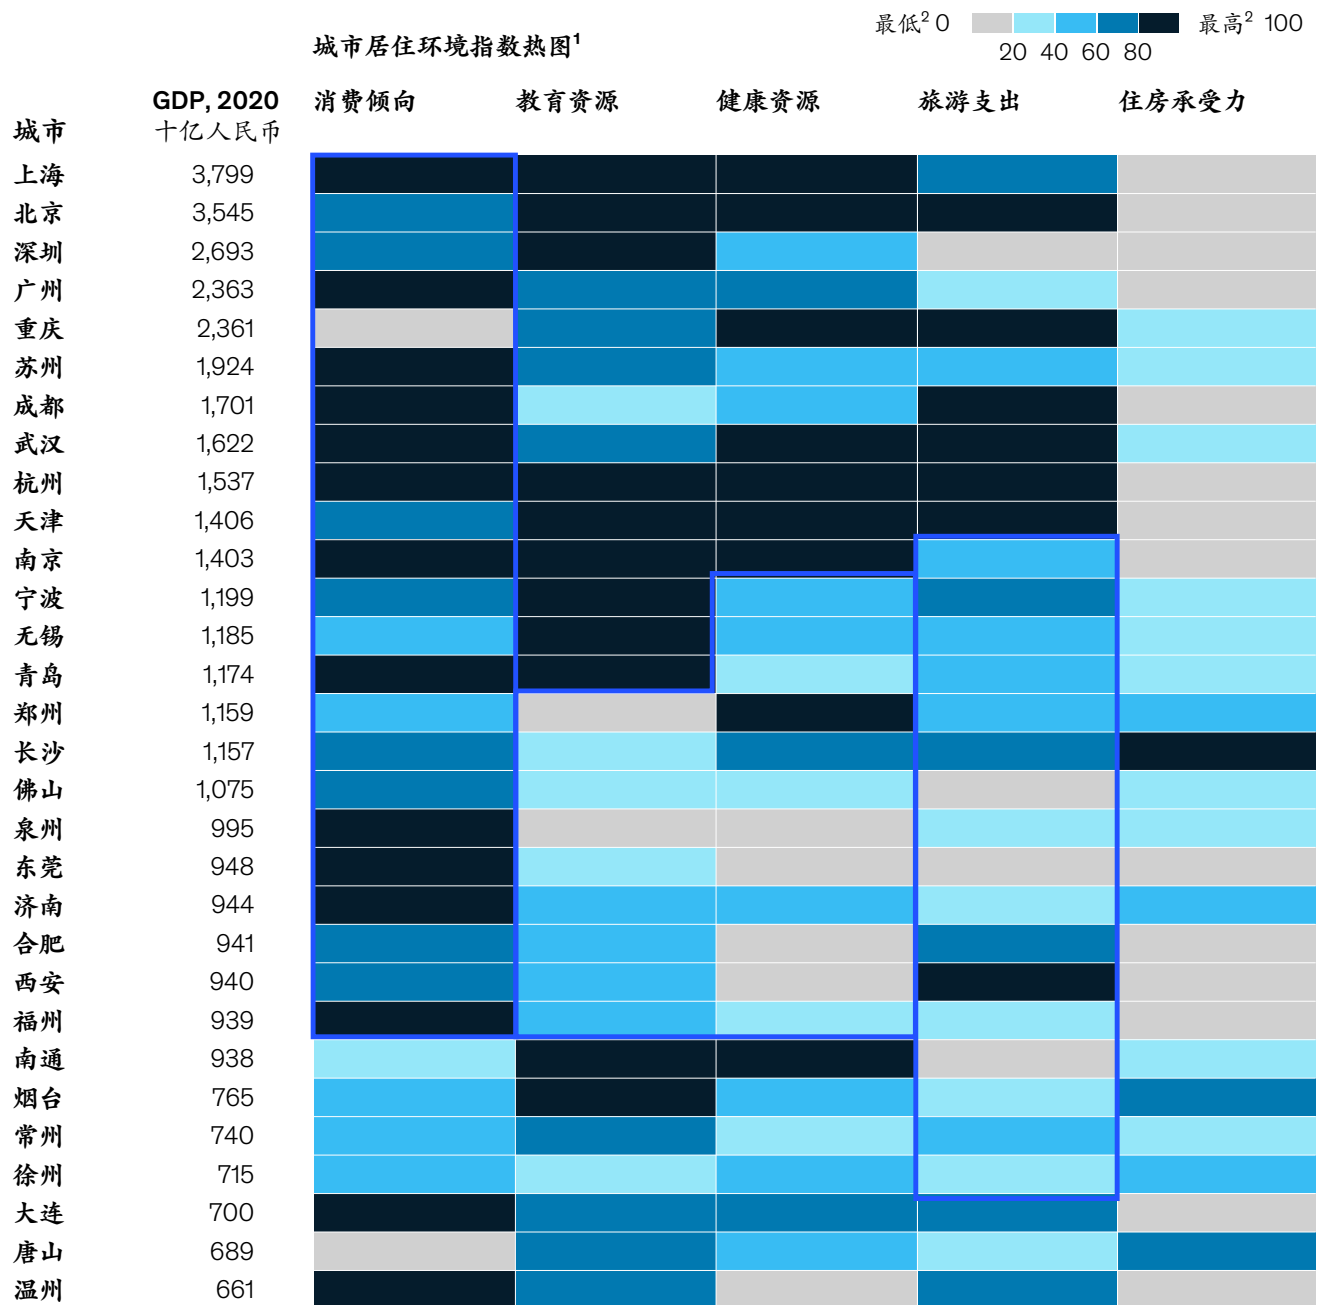 最低² 0 最高² 100
20 40 60 80
城市居住环境指数热图¹
城市 GDP, 2020 十亿人民币 消费倾向 教育资源 健康资源 旅游支出 住房承受力
上海 3,799
北京 3,545
深圳 2,693
广州 2,363
重庆 2,361
苏州 1,924
成都 1,701
武汉 1,622
杭州 1,537
天津 1,406
南京 1,403
宁波 1,199
无锡 1,185
青岛 1,174
郑州 1,159
长沙 1,157
佛山 1,075
泉州 995
东莞 948
济南 944
合肥 941
西安 940
福州 939
南通 938
烟台 765
常州 740
徐州 715
大连 700
唐山 689
温州 661